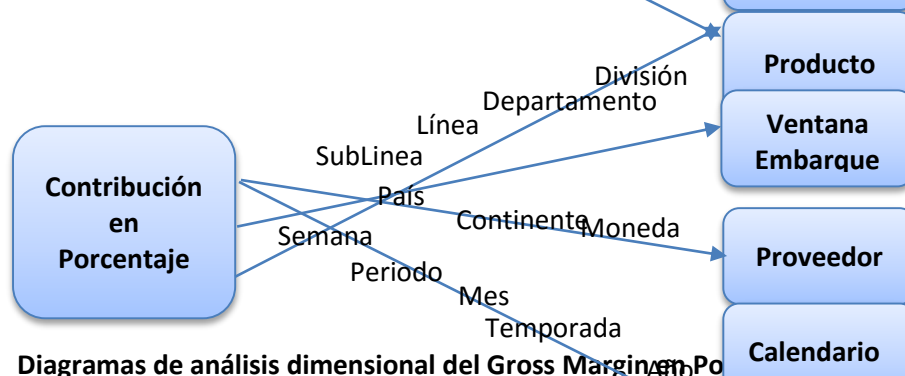 División
Producto
Departamento
Línea
Ventana
Embarque
SubLinea
Contribución
en
Porcentaje
País
Continente
Moneda
Semana
Proveedor
Periodo
Mes
Temporada
Calendario
Diagramas de análisis dimensional del Gross Margin en Po
Año